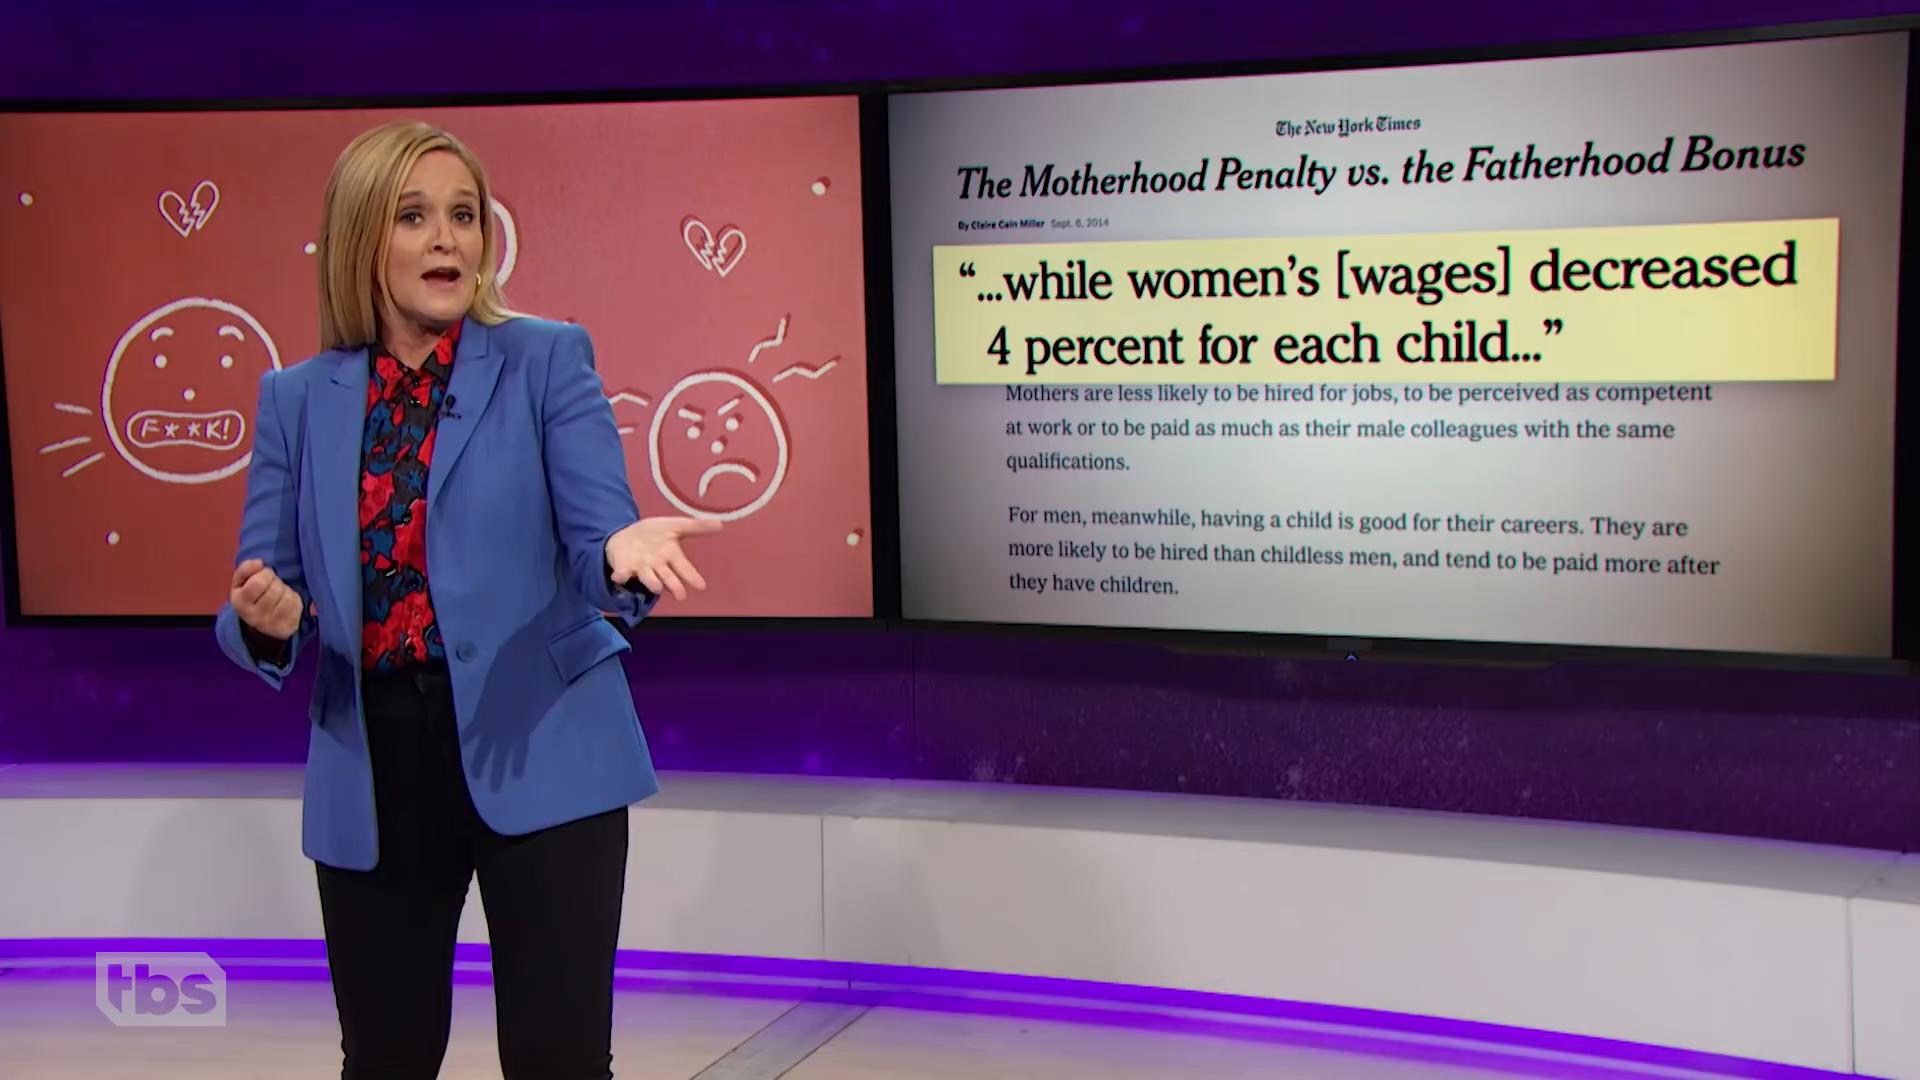 F**K!
The New York Times
The Motherhood Penalty vs. the Fatherhood Bonus
By Claire Cain Miller Sept. 6, 2014
“...while women’s [wages] decreased
4 percent for each child...”
Mothers are less likely to be hired for jobs, to be perceived as competent
at work or to be paid as much as their male colleagues with the same
qualifications.
For men, meanwhile, having a child is good for their careers. They are
more likely to be hired than childless men, and tend to be paid more after
they have children.
tbs